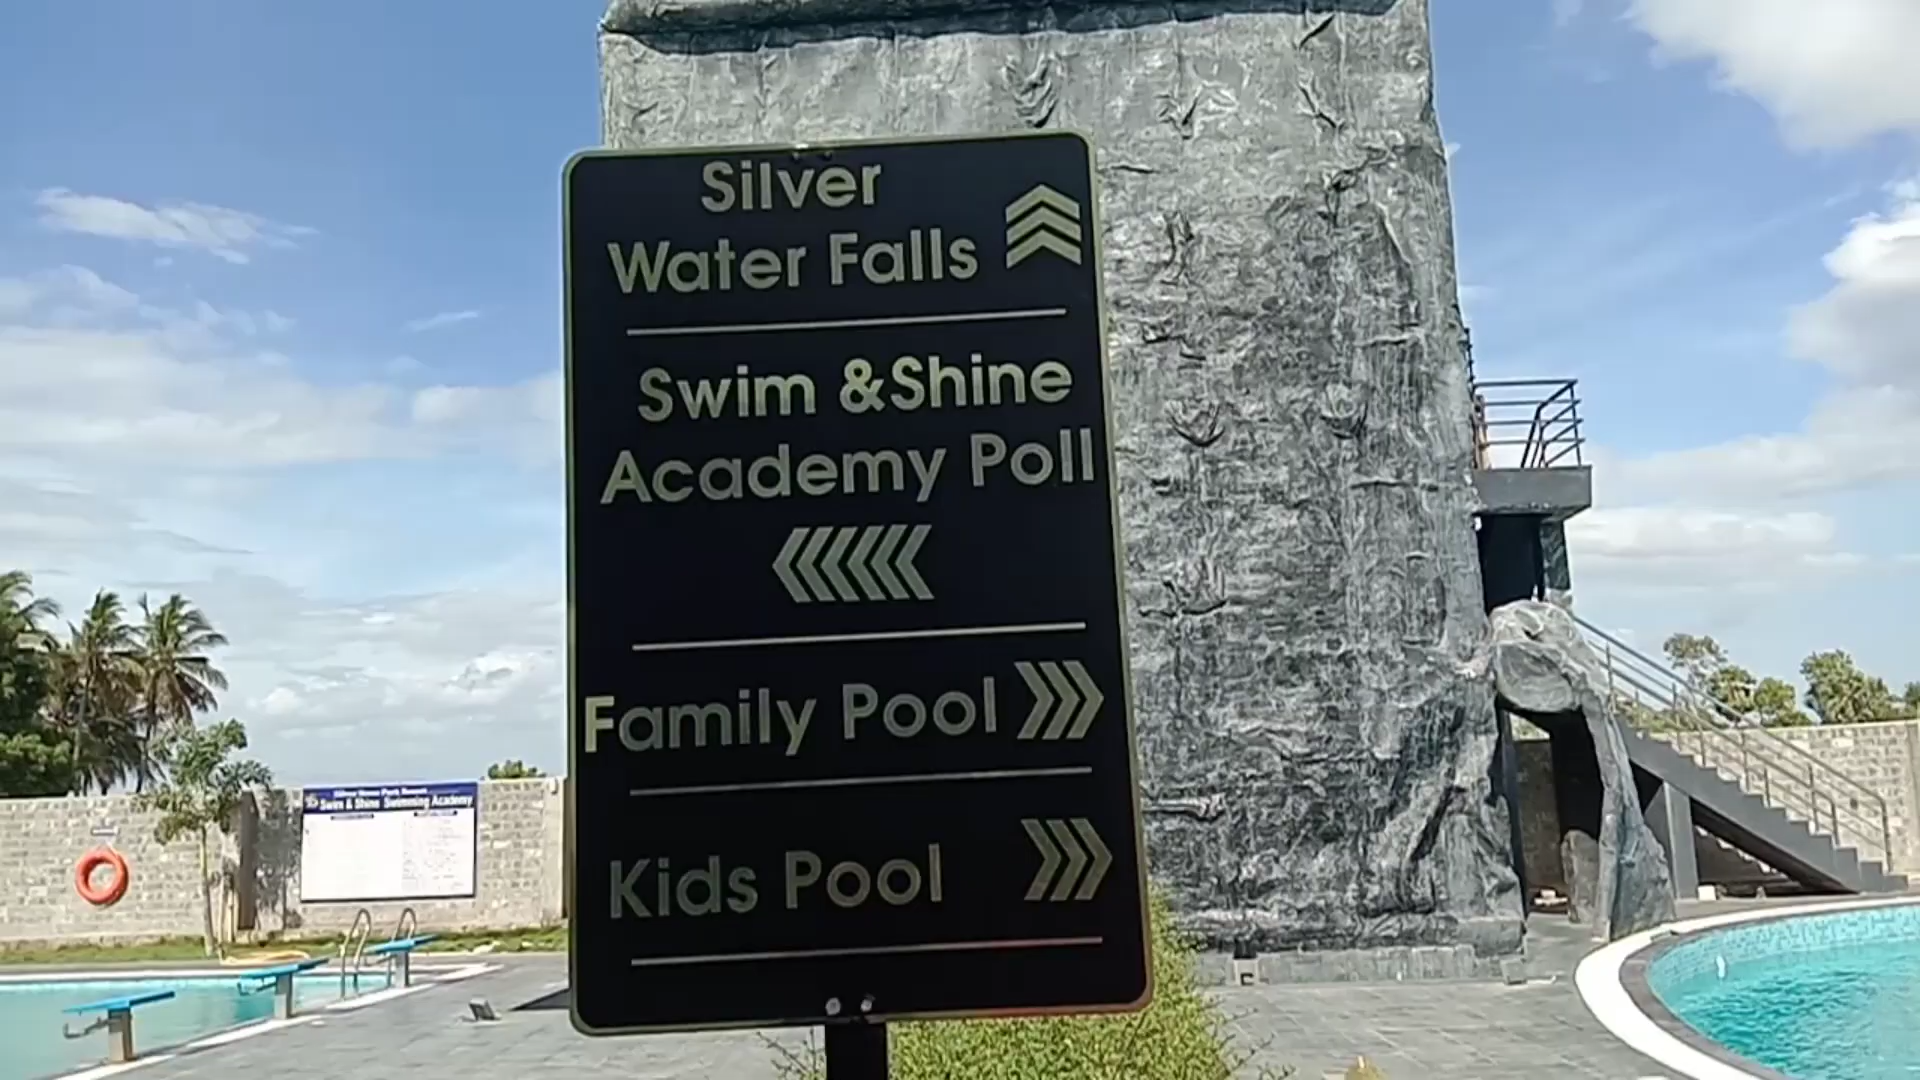 Silver
Water Falls
Swim &Shine
Academy Poll
Family Pool
Kids Pool
Swim & Shine Swimming Academy